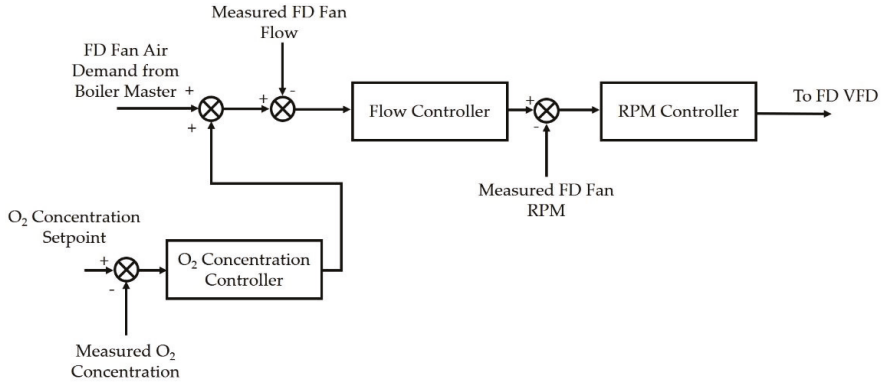 Measured FD Fan
Flow
FD Fan Air
Demand from
Boiler Master
+
+
+
-
Flow Controller
+
-
RPM Controller
To FD VFD
Measured FD Fan
RPM
O₂ Concentration
Setpoint
+
-
O₂ Concentration
Controller
Measured O₂
Concentration